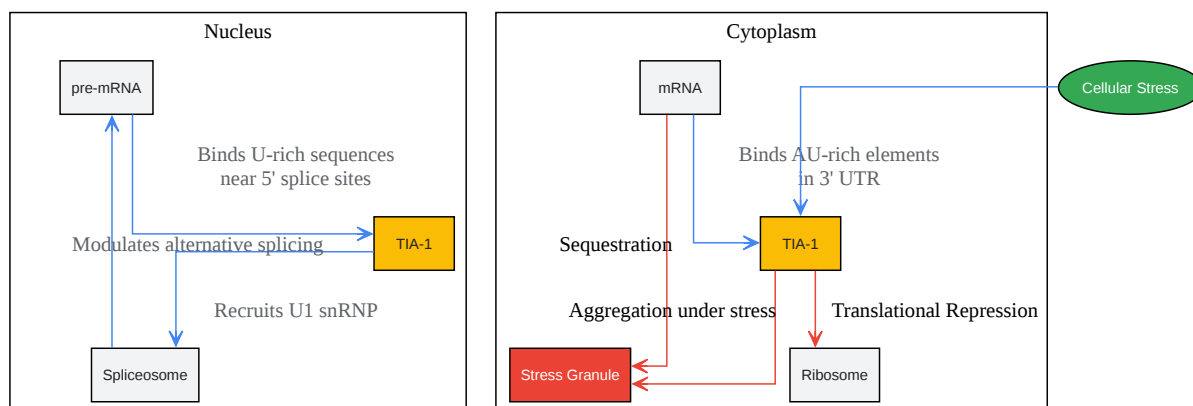 Nucleus
pre-mRNA
Binds U-rich sequences
near 5' splice sites
TIA-1
Modulates alternative splicing
Recruits U1 snRNP
Spliceosome
Cytoplasm
mRNA
Cellular Stress
Binds AU-rich elements
in 3' UTR
TIA-1
Sequestration
Aggregation under stress
Translational Repression
Stress Granule
Ribosome